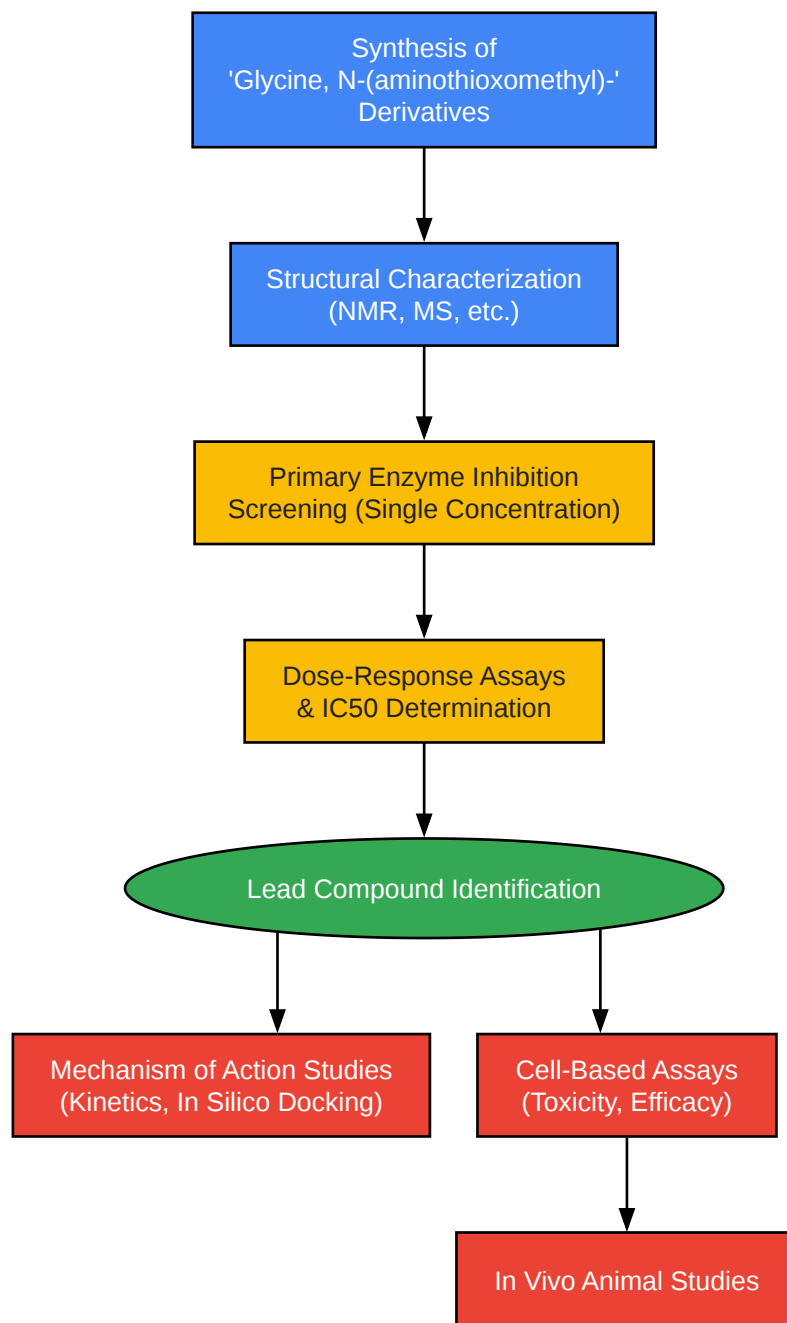 Synthesis of
'Glycine, N-(aminothioxomethyl)-'
Derivatives
Structural Characterization
(NMR, MS, etc.)
Primary Enzyme Inhibition
Screening (Single Concentration)
Dose-Response Assays
& IC50 Determination
Lead Compound Identification
Mechanism of Action Studies
(Kinetics, In Silico Docking)
Cell-Based Assays
(Toxicity, Efficacy)
In Vivo Animal Studies